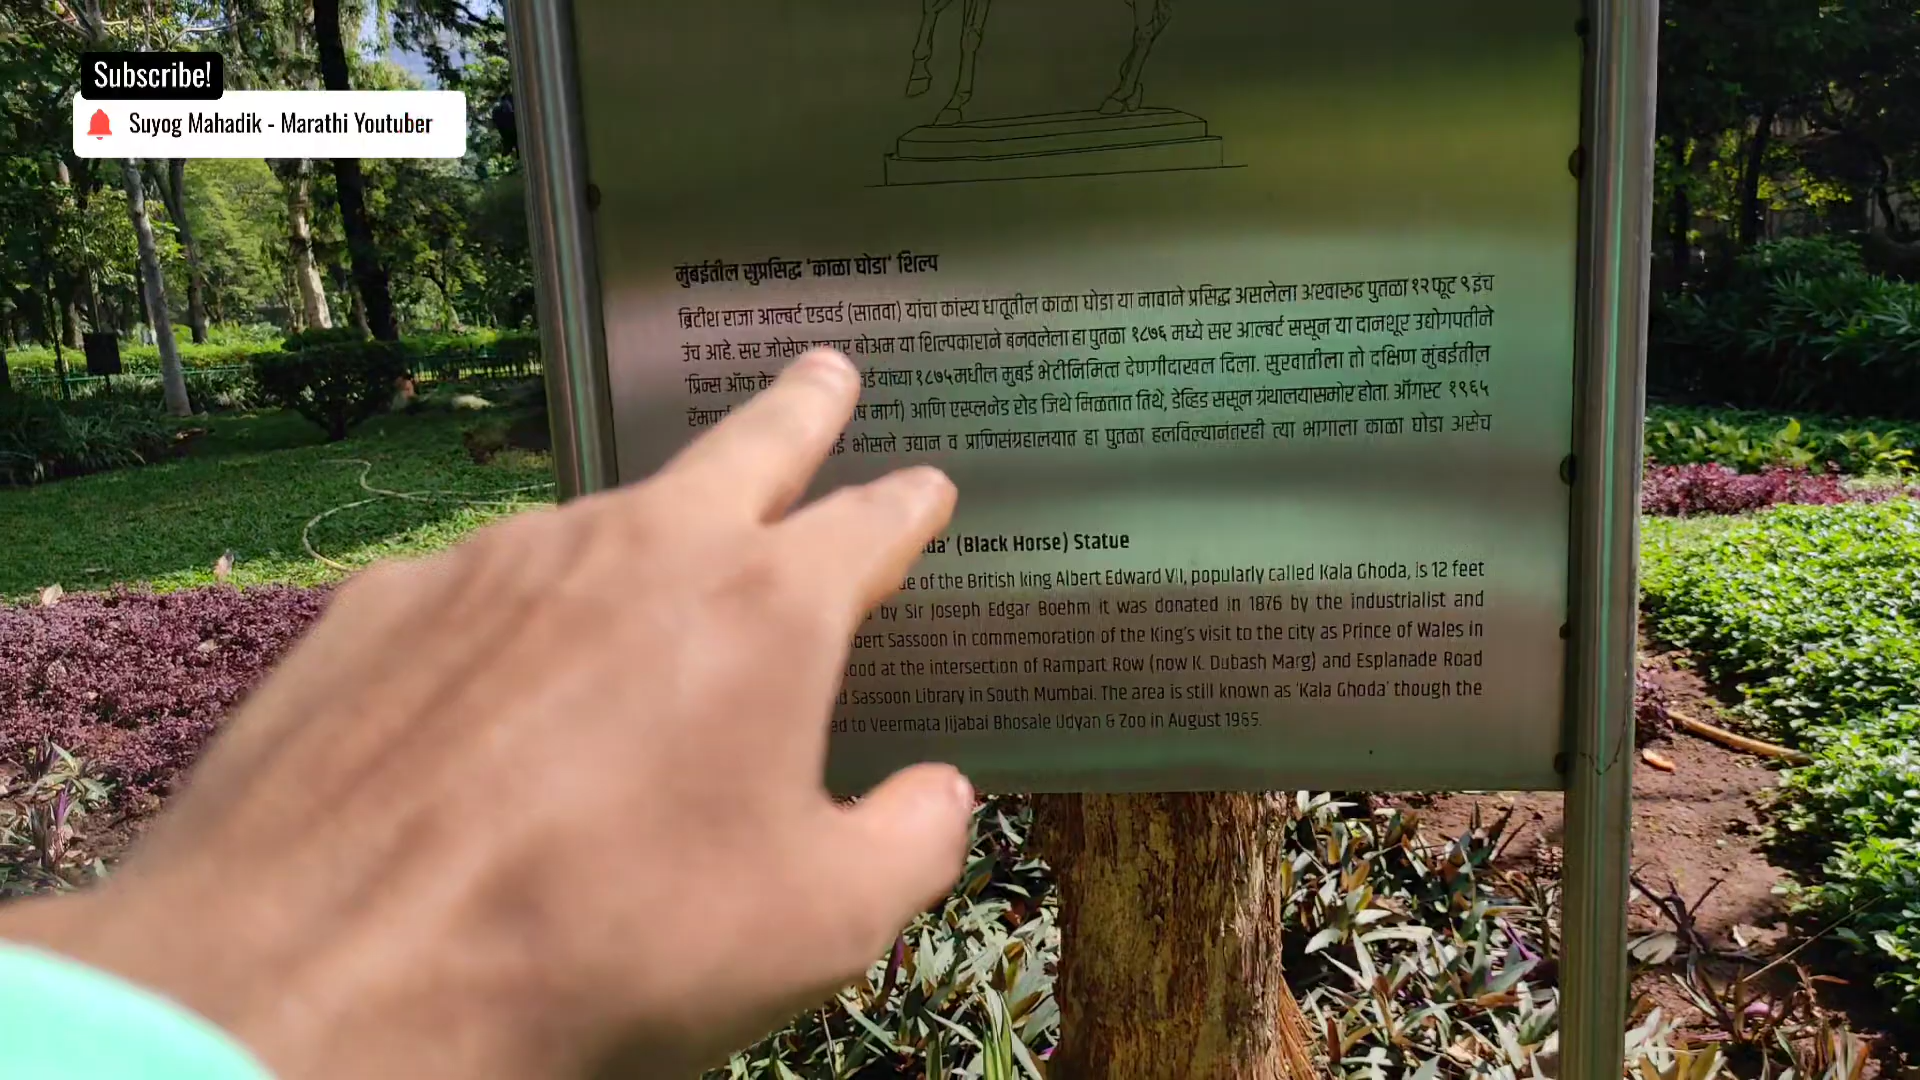 Subscribe!
Suyog Mahadik - Marathi Youtuber
मुंबईतील सुप्रसिद्ध 'काळा घोडा' शिल्प
ब्रिटीश राजा आल्बर्ट एडवर्ड (सातवा) यांचा कांस्य धातूतील काळा घोडा या नावाने प्रसिद्ध असलेला अश्वारुढ पुतळा १२ फूट ९ इंच
उंच आहे. सर जोसेफ बोअम या शिल्पकाराने बनवलेला हा पुतळा १८७६ मध्ये सर आल्बर्ट ससून या दानशूर उद्योगपतीने
'प्रिन्स ऑफ यांच्या १८७५ मधील मुंबई भेटीनिमित्त देणगीदाखल दिला. सुरवातीला तो दक्षिण मुंबईतील
मार्ग) आणि एस्प्लनेड रोड जिथे मिळतात तिथे, डेव्हिड ससून ग्रंथालयासमोर होता. ऑगस्ट १९६५
भोसले उद्यान व प्राणिसंग्रहालयात हा पुतळा हलविल्यानंतरही त्या भागाला काळा घोडा असेच
(Black Horse) Statue
of the British king Albert Edward VII, popularly called Kala Ghoda, is 12 feet
by Sir Joseph Edgar Boehm it was donated in 1876 by the industrialist and
Sassoon in commemoration of the King's visit to the city as Prince of Wales in
at the intersection of Rampart Row (now K. Dubash Marg) and Esplanade Road
Sassoon Library in South Mumbai. The area is still known as 'Kala Ghoda' though the
to Veermata Jijabai Bhosale Udyan & Zoo in August 1965.